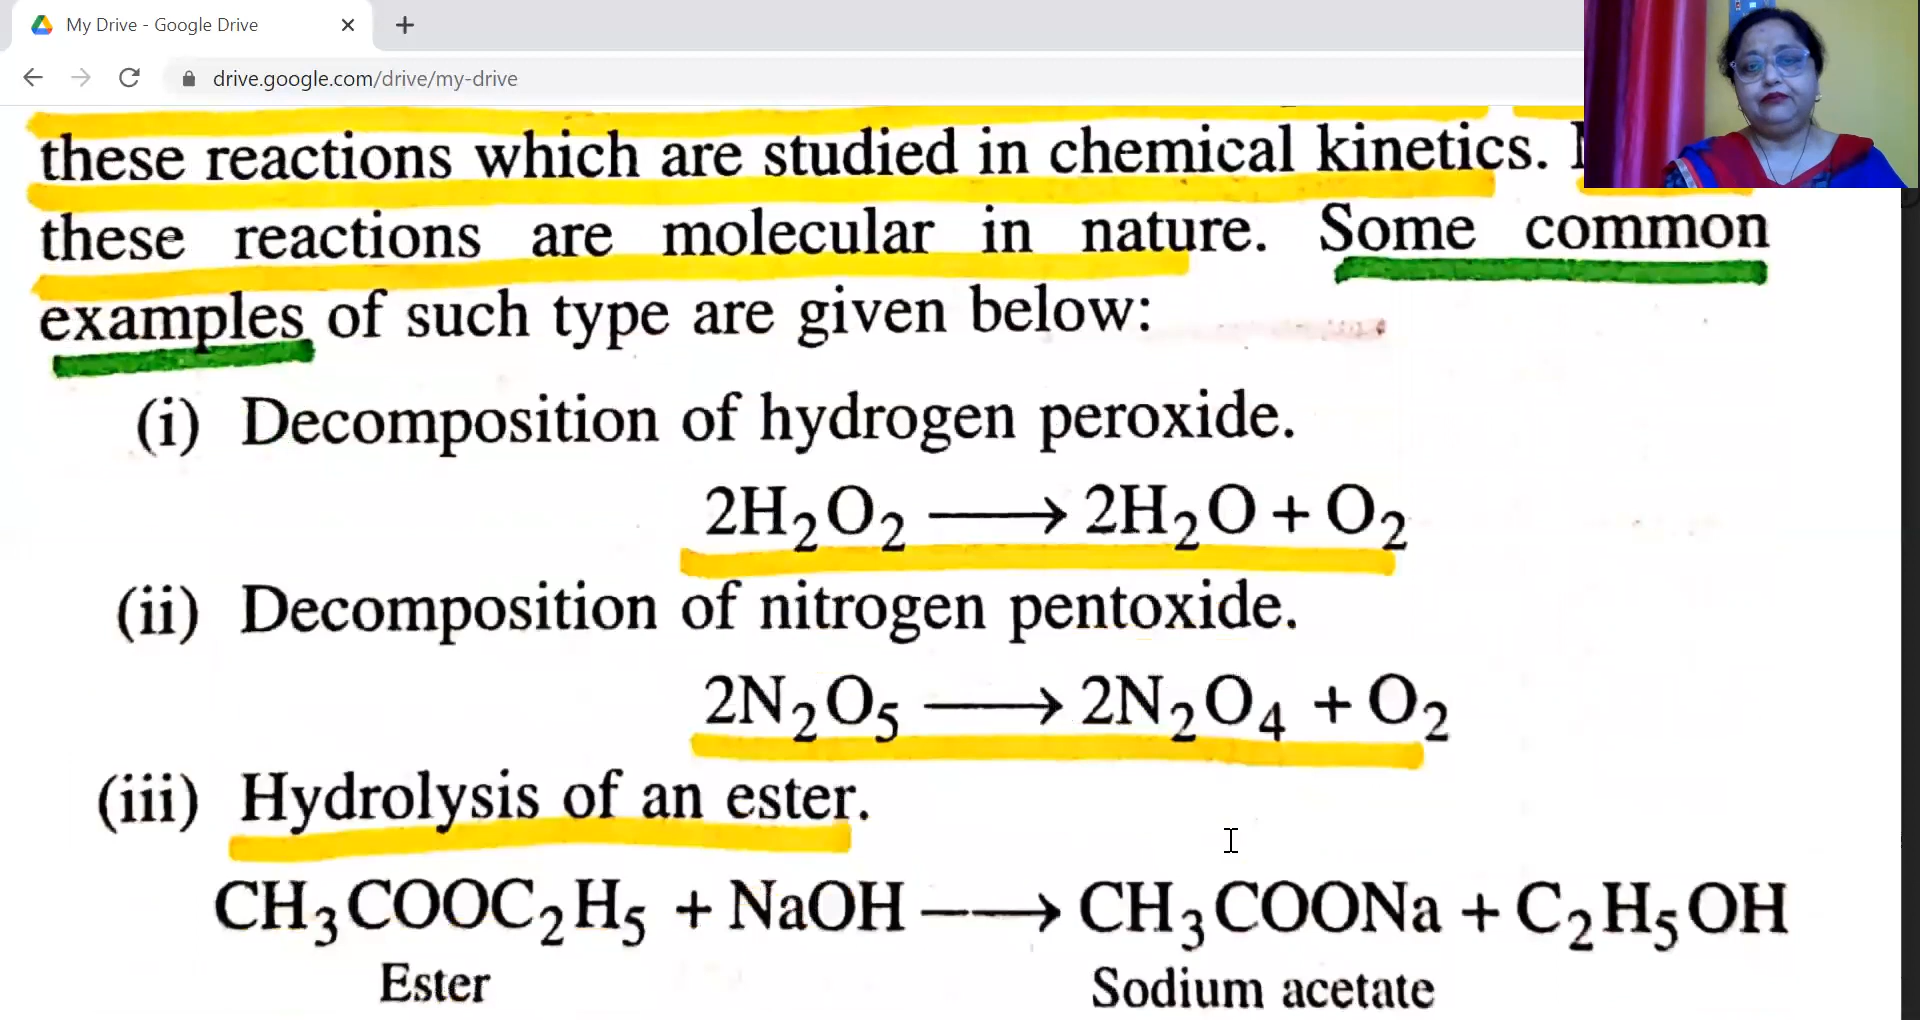 My Drive - Google Drive
drive.google.com/drive/my-drive
these reactions which are studied in chemical kinetics.
these reactions are molecular in nature. Some common
examples of such type are given below:
(i) Decomposition of hydrogen peroxide.
2H₂O₂ ⟶ 2H₂O + O₂
(ii) Decomposition of nitrogen pentoxide.
2N₂O₅ ⟶ 2N₂O₄ + O₂
(iii) Hydrolysis of an ester.
CH₃COOC₂H₅ + NaOH ⟶ CH₃COONa + C₂H₅OH
Ester Sodium acetate